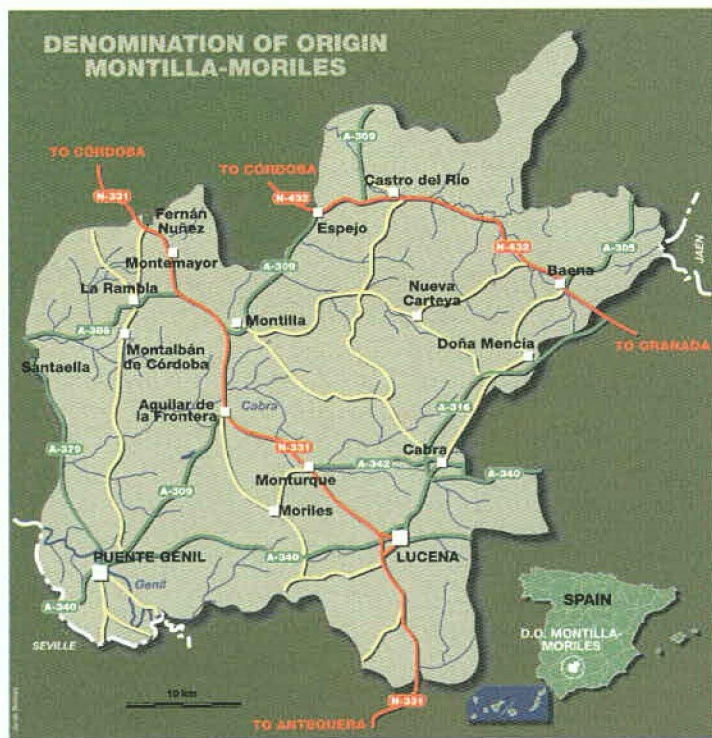 DENOMINATION OF ORIGIN
MONTILLA-MORILES
TO CÓRDOBA
N-331
TO CÓRDOBA
N-432
A-309
Castro del Río
Espejo
Fernán
Nuñez
Montemayor
N-432
A-305
JAÉN
La Rambla
A-309
Baena
Nueva
Carteya
Montilla
TO GRANADA
Doña Mencía
Montalbán
de Córdoba
Santaella
Aguilar de
la Frontera
Cabra
A-316
N-331
A-342
Cabra
A-340
Monturque
A-309
Moriles
A-340
LUCENA
PUENTE GENIL
Genil
A-340
SEVILLE
SPAIN
D.O. MONTILLA-
MORILES
10 km
N-331
TO ANTEQUERA